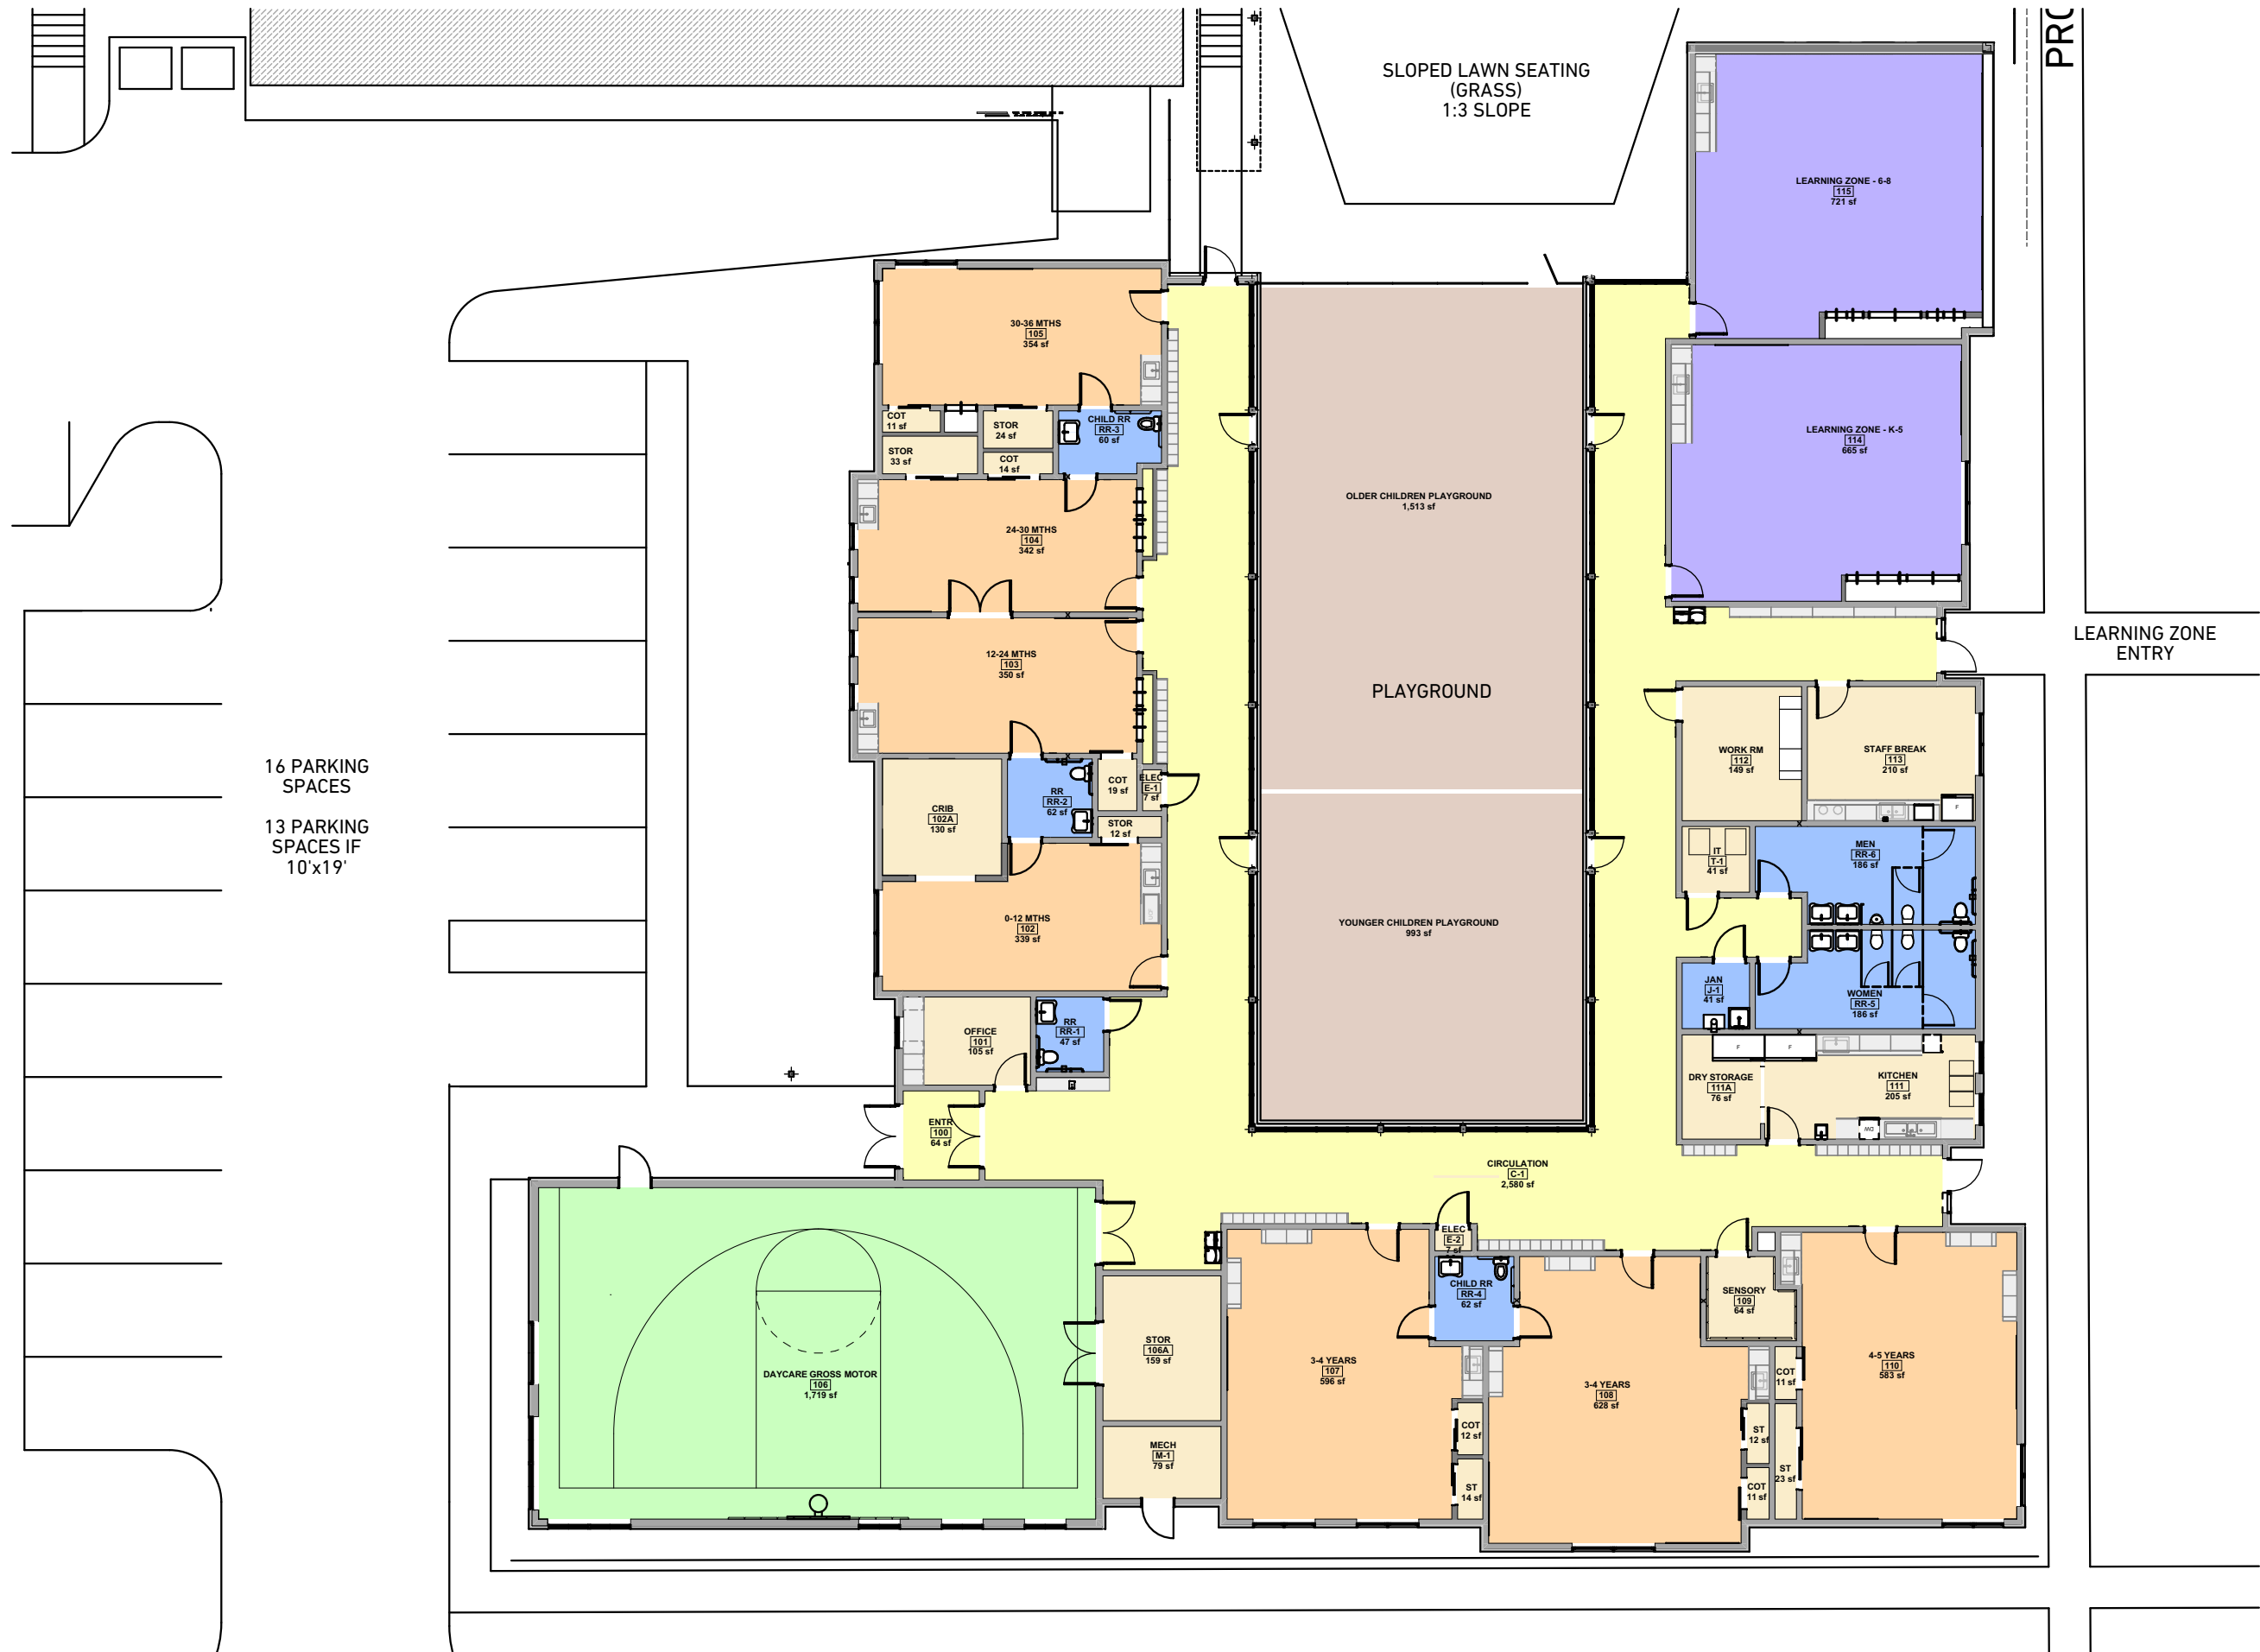 PRO
SLOPED LAWN SEATING
(GRASS)
1:3 SLOPE
LEARNING ZONE - 6-8
115
721 sf
30-36 MTHS
105
354 sf
COT
11 sf
STOR
24 sf
CHILD RR
RR-3
60 sf
STOR
33 sf
COT
14 sf
LEARNING ZONE - K-5
114
665 sf
OLDER CHILDREN PLAYGROUND
1,513 sf
24-30 MTHS
104
342 sf
LEARNING ZONE
ENTRY
12-24 MTHS
103
350 sf
PLAYGROUND
16 PARKING
SPACES
13 PARKING
SPACES IF
10'x19'
WORK RM
112
149 sf
STAFF BREAK
113
210 sf
F
COT
19 sf
ELEC
E-1
7 sf
RR
RR-2
62 sf
CRIB
102A
130 sf
STOR
12 sf
IT
T-1
41 sf
MEN
RR-6
186 sf
0-12 MTHS
102
339 sf
YOUNGER CHILDREN PLAYGROUND
993 sf
JAN
J-1
41 sf
WOMEN
RR-5
186 sf
OFFICE
101
105 sf
RR
RR-1
47 sf
F
F
DRY STORAGE
111A
76 sf
KITCHEN
111
205 sf
DW
ENTR
100
64 sf
CIRCULATION
C-1
2,580 sf
ELEC
E-2
7 sf
CHILD RR
RR-4
62 sf
SENSORY
109
64 sf
STOR
106A
159 sf
DAYCARE GROSS MOTOR
106
1,719 sf
3-4 YEARS
107
596 sf
3-4 YEARS
108
628 sf
COT
11 sf
4-5 YEARS
110
583 sf
COT
12 sf
ST
12 sf
MECH
M-1
79 sf
ST
23 sf
ST
14 sf
COT
11 sf